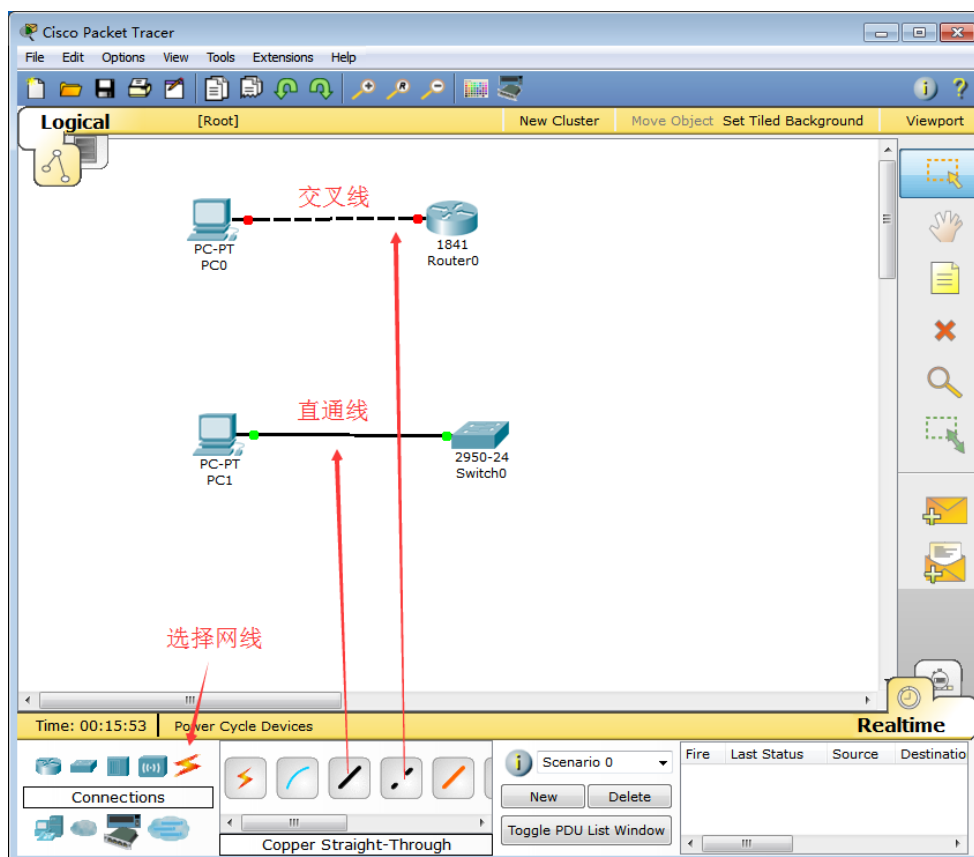 Cisco Packet Tracer
File Edit Options View Tools Extensions Help
Logical [Root] New Cluster Move Object Set Tiled Background Viewport
交叉线
PC-PT
PC0
1841
Router0
直通线
PC-PT
PC1
2950-24
Switch0
选择网线
Time: 00:15:53 Power Cycle Devices Realtime
Connections
Copper Straight-Through
Scenario 0
New Delete
Toggle PDU List Window
Fire Last Status Source Destinatio